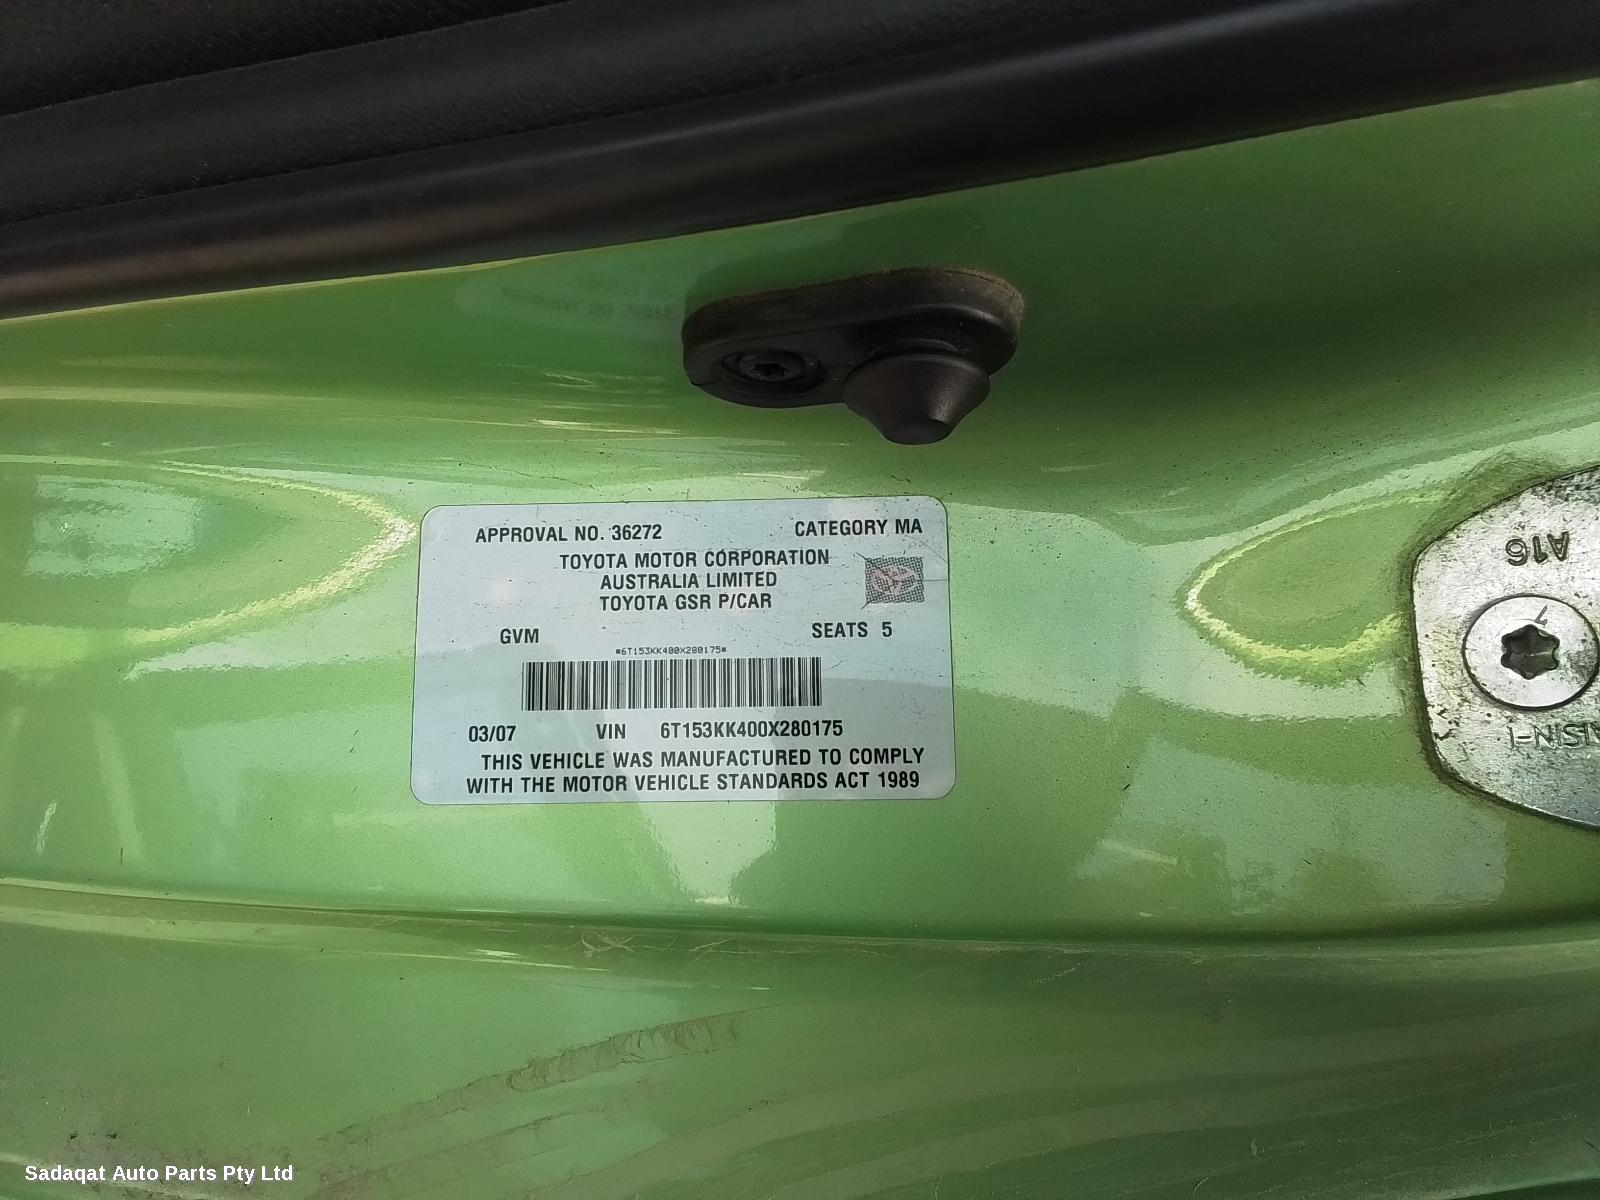 APPROVAL NO. 36272 CATEGORY MA
TOYOTA MOTOR CORPORATION
AUSTRALIA LIMITED
TOYOTA GSR P/CAR
GVM SEATS 5
*6T153KK400X280175*
03/07 VIN 6T153KK400X280175
THIS VEHICLE WAS MANUFACTURED TO COMPLY
WITH THE MOTOR VEHICLE STANDARDS ACT 1989
A16
7
AISIN-I
Sadaqat Auto Parts Pty Ltd